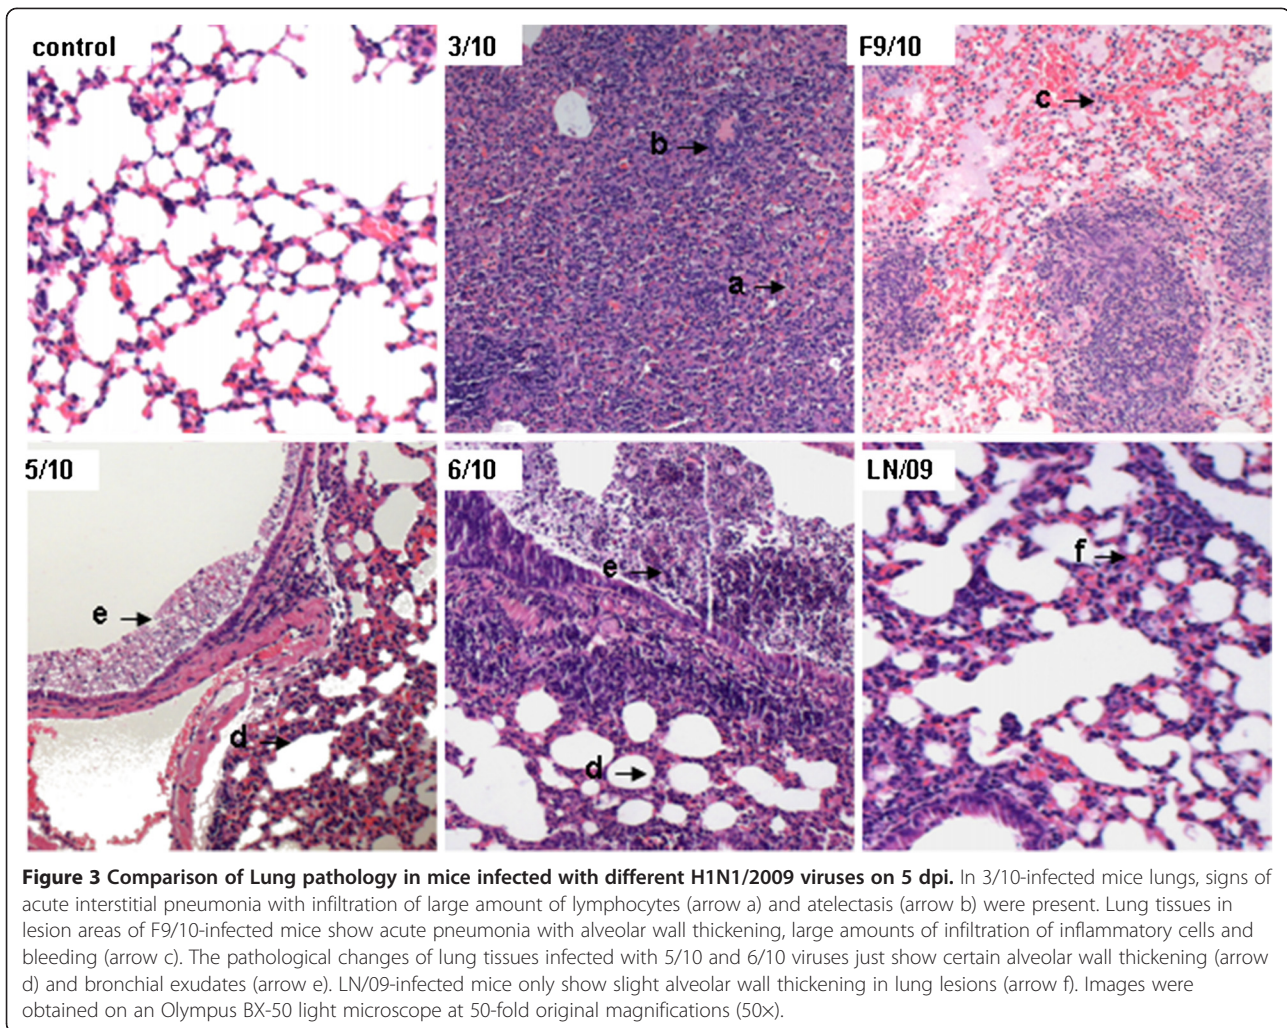 control
3/10
F9/10
b
a
c
5/10
6/10
LN/09
e
d
e
d
f
Figure 3 Comparison of Lung pathology in mice infected with different H1N1/2009 viruses on 5 dpi. In 3/10-infected mice lungs, signs of
acute interstitial pneumonia with infiltration of large amount of lymphocytes (arrow a) and atelectasis (arrow b) were present. Lung tissues in
lesion areas of F9/10-infected mice show acute pneumonia with alveolar wall thickening, large amounts of infiltration of inflammatory cells and
bleeding (arrow c). The pathological changes of lung tissues infected with 5/10 and 6/10 viruses just show certain alveolar wall thickening (arrow
d) and bronchial exudates (arrow e). LN/09-infected mice only show slight alveolar wall thickening in lung lesions (arrow f). Images were
obtained on an Olympus BX-50 light microscope at 50-fold original magnifications (50×).